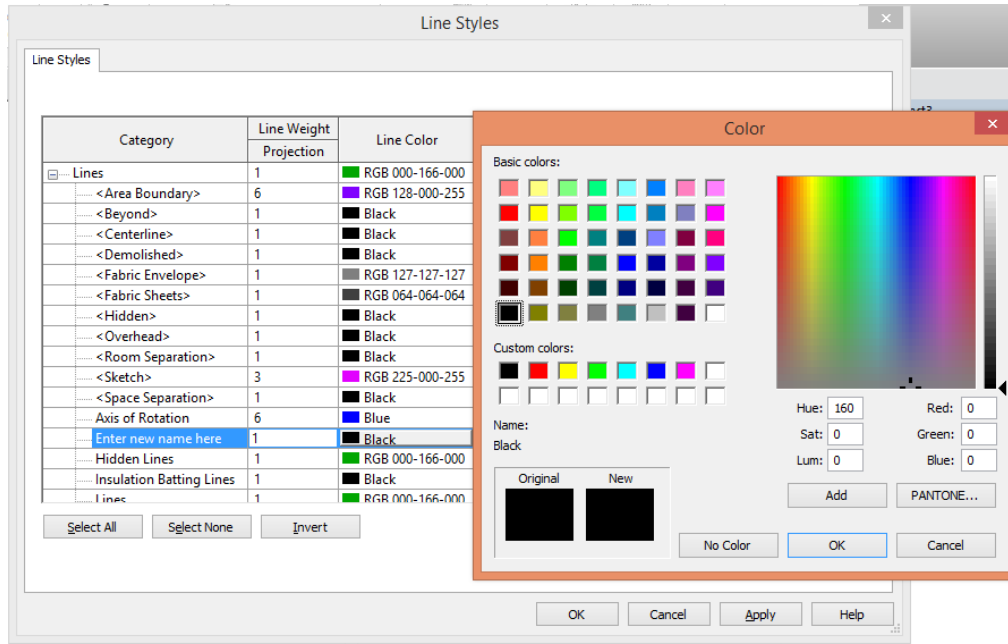 Line Styles
Line Styles
Category
Line Weight
Projection
Line Color
Lines 1 RGB 000-166-000
<Area Boundary> 6 RGB 128-000-255
<Beyond> 1 Black
<Centerline> 1 Black
<Demolished> 1 Black
<Fabric Envelope> 1 RGB 127-127-127
<Fabric Sheets> 1 RGB 064-064-064
<Hidden> 1 Black
<Overhead> 1 Black
<Room Separation> 1 Black
<Sketch> 3 RGB 225-000-255
<Space Separation> 1 Black
Axis of Rotation 6 Blue
Enter new name here 1 Black
Hidden Lines 1 RGB 000-166-000
Insulation Batting Lines 1 Black
Lines 1 RGB 000-166-000
Select All Select None Invert
OK Cancel Apply Help
Color
Basic colors:
Custom colors:
Name:
Black
Original New
Hue: 160 Red: 0
Sat: 0 Green: 0
Lum: 0 Blue: 0
Add PANTONE...
No Color OK Cancel